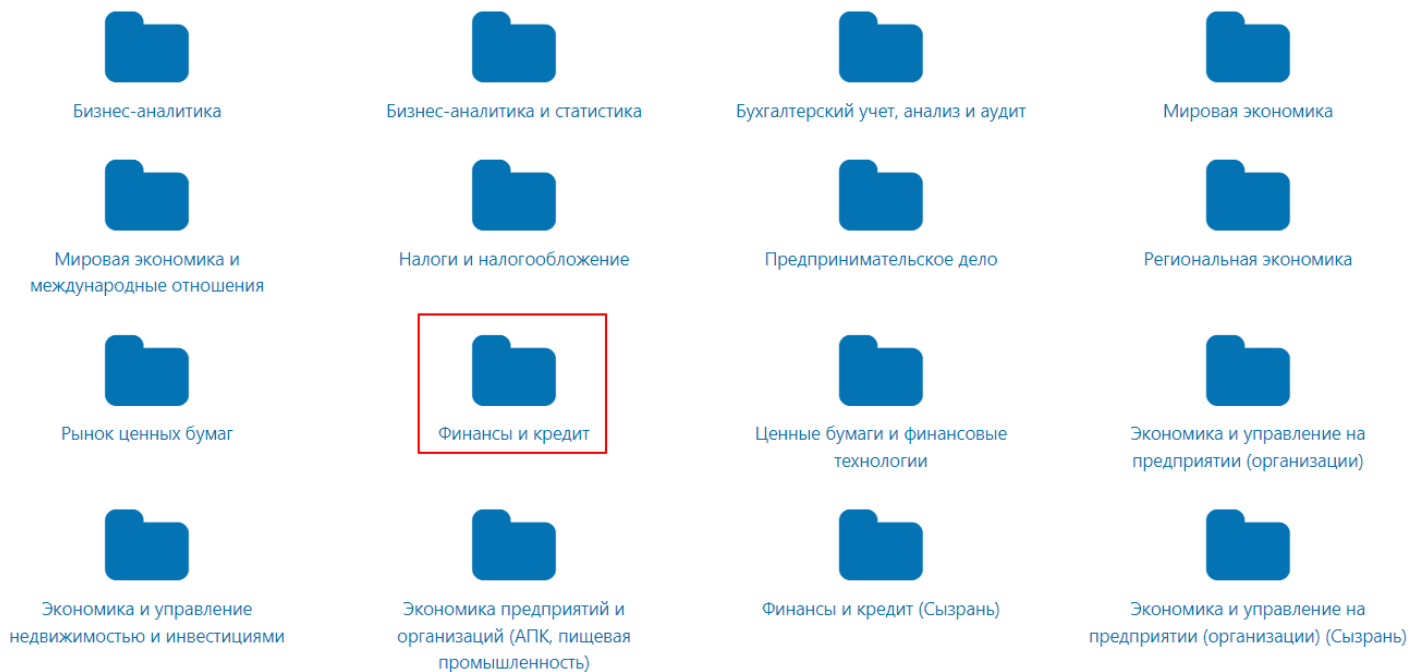 Бизнес-аналитика
Бизнес-аналитика и статистика
Бухгалтерский учет, анализ и аудит
Мировая экономика
Мировая экономика и
международные отношения
Налоги и налогообложение
Предпринимательское дело
Региональная экономика
Рынок ценных бумаг
Финансы и кредит
Ценные бумаги и финансовые
технологии
Экономика и управление на
предприятии (организации)
Экономика и управление
недвижимостью и инвестициями
Экономика предприятий и
организаций (АПК, пищевая
промышленность)
Финансы и кредит (Сызрань)
Экономика и управление на
предприятии (организации) (Сызрань)